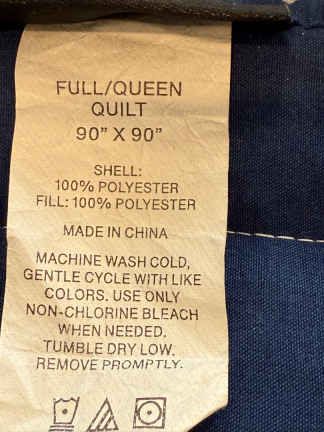 FULL/QUEEN
QUILT
90” X 90”
SHELL:
100% POLYESTER
FILL: 100% POLYESTER
MADE IN CHINA
MACHINE WASH COLD,
GENTLE CYCLE WITH LIKE
COLORS. USE ONLY
NON-CHLORINE BLEACH
WHEN NEEDED.
TUMBLE DRY LOW.
REMOVE PROMPTLY.